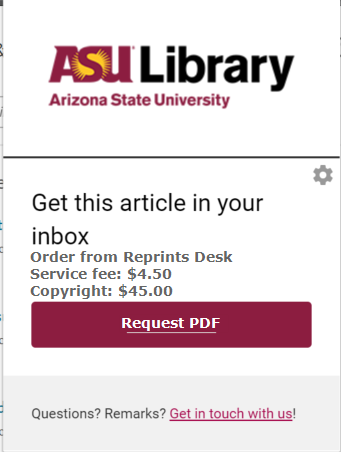 ASU Library
Arizona State University
Get this article in your
inbox
Order from Reprints Desk
Service fee: $4.50
Copyright: $45.00
Request PDF
Questions? Remarks? Get in touch with us!